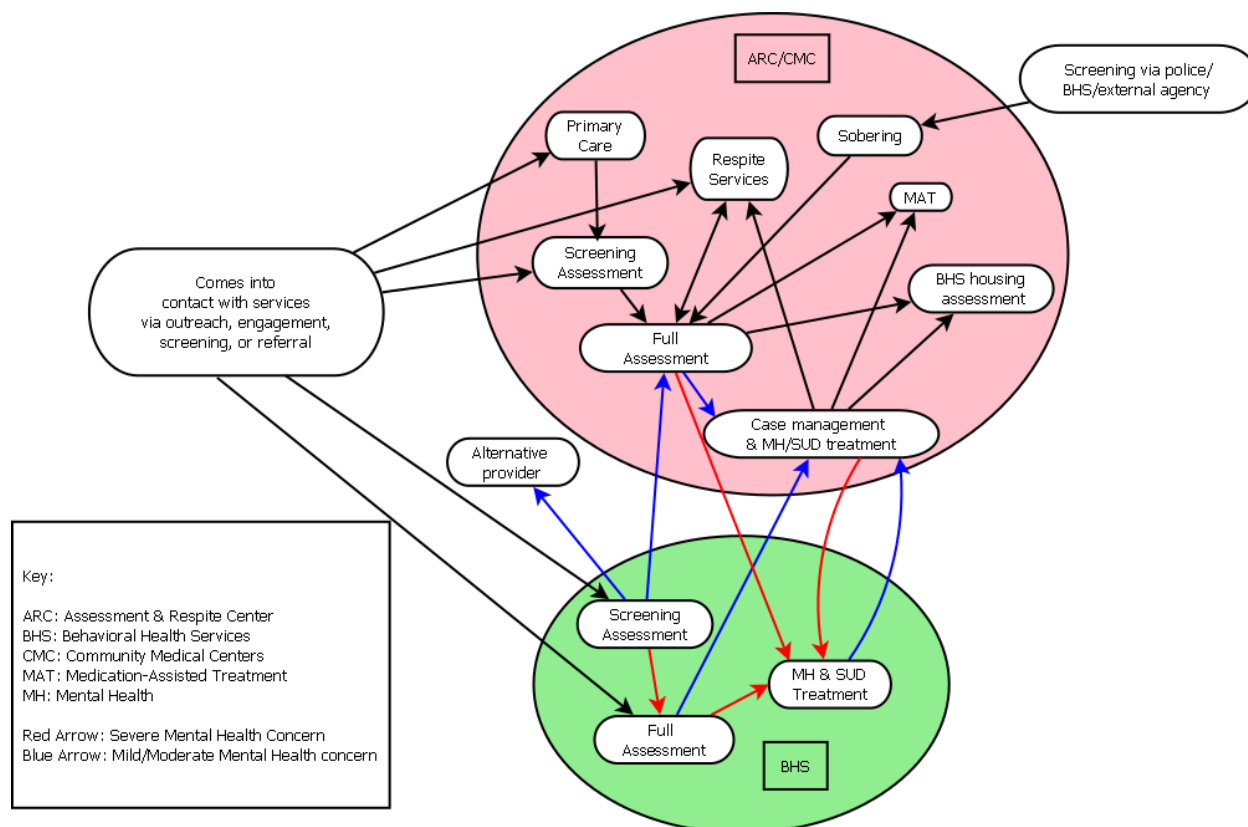 ARC/CMC
Screening via police/
BHS/external agency
Primary
Care
Respite
Services
Sobering
MAT
Screening
Assessment
BHS housing
assessment
Comes into
contact with services
via outreach, engagement,
screening, or referral
Full
Assessment
Case management
& MH/SUD treatment
Alternative
provider
Screening
Assessment
MH & SUD
Treatment
Full
Assessment
BHS
Key:
ARC: Assessment & Respite Center
BHS: Behavioral Health Services
CMC: Community Medical Centers
MAT: Medication-Assisted Treatment
MH: Mental Health
Red Arrow: Severe Mental Health Concern
Blue Arrow: Mild/Moderate Mental Health concern